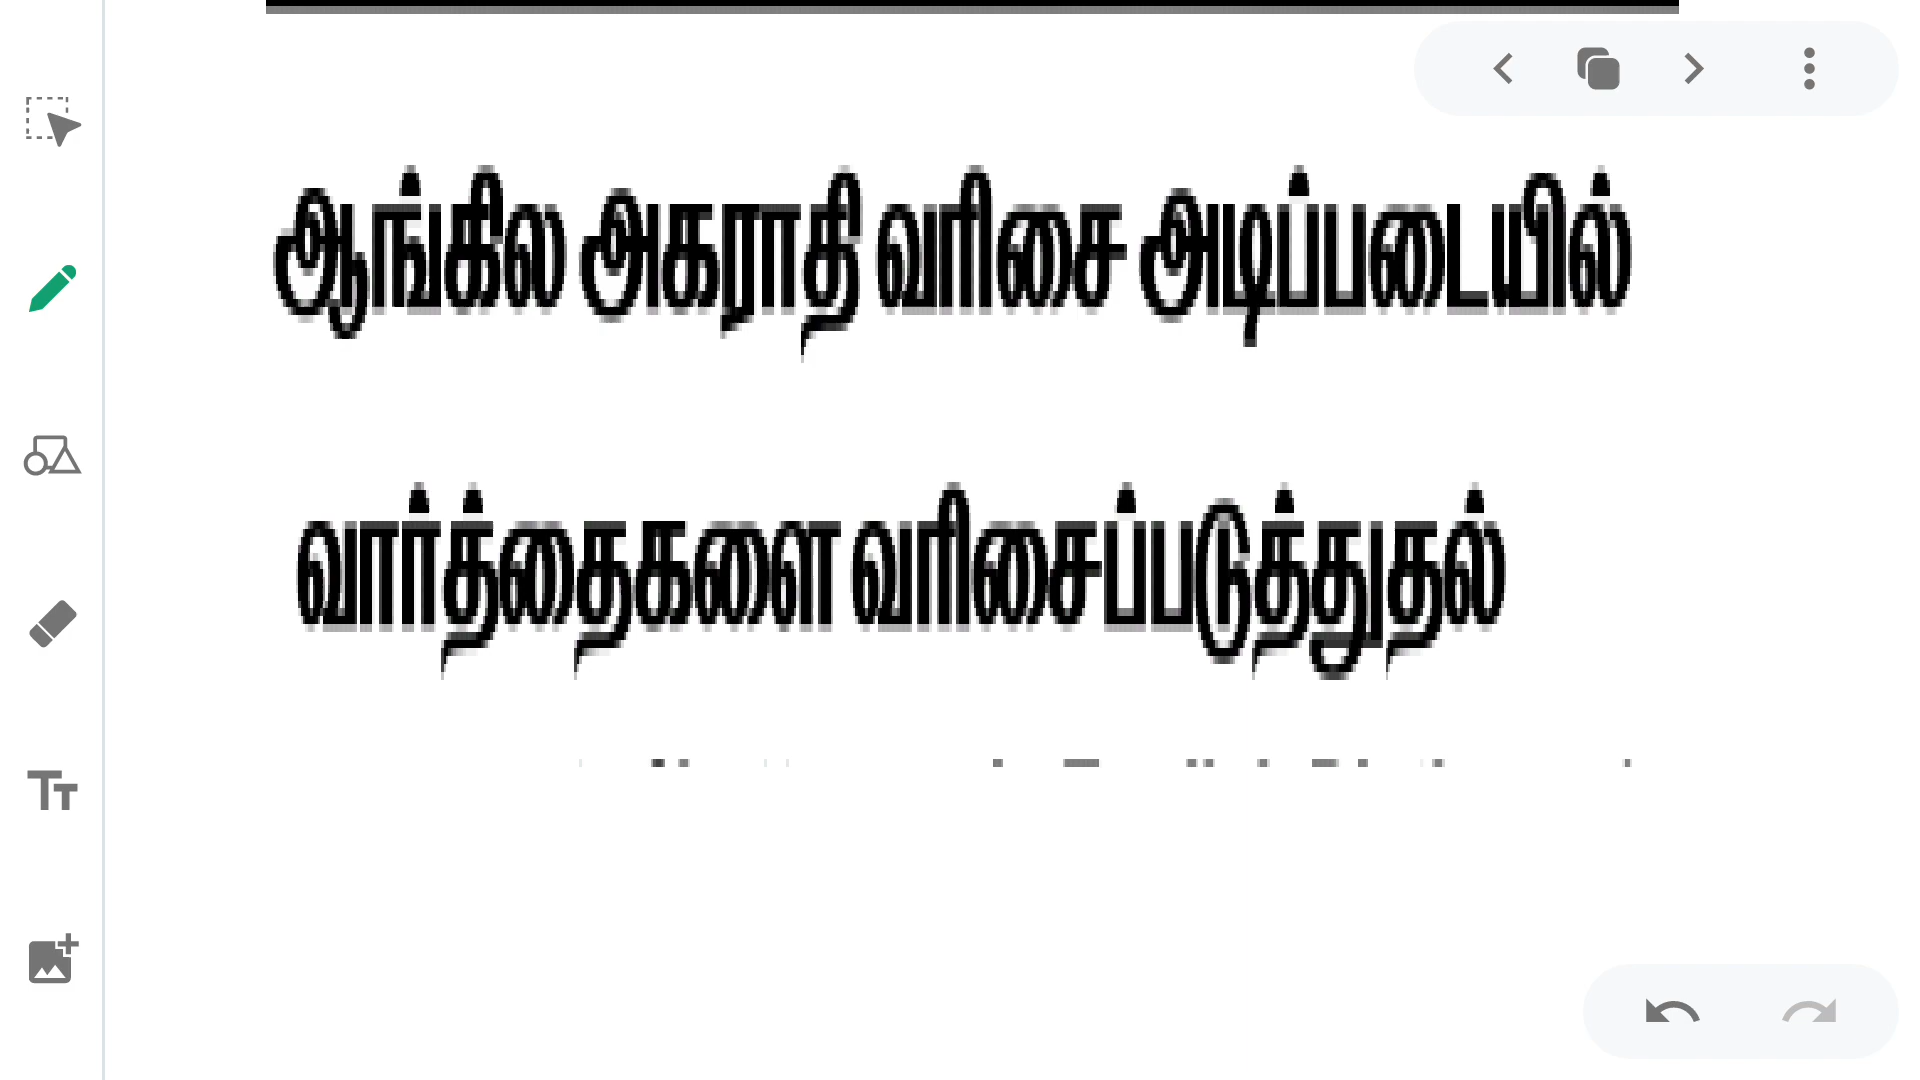 ஆங்கில அகராதி வரிசை அடிப்படையில்
வார்த்தைகளை வரிசைப்படுத்துதல்